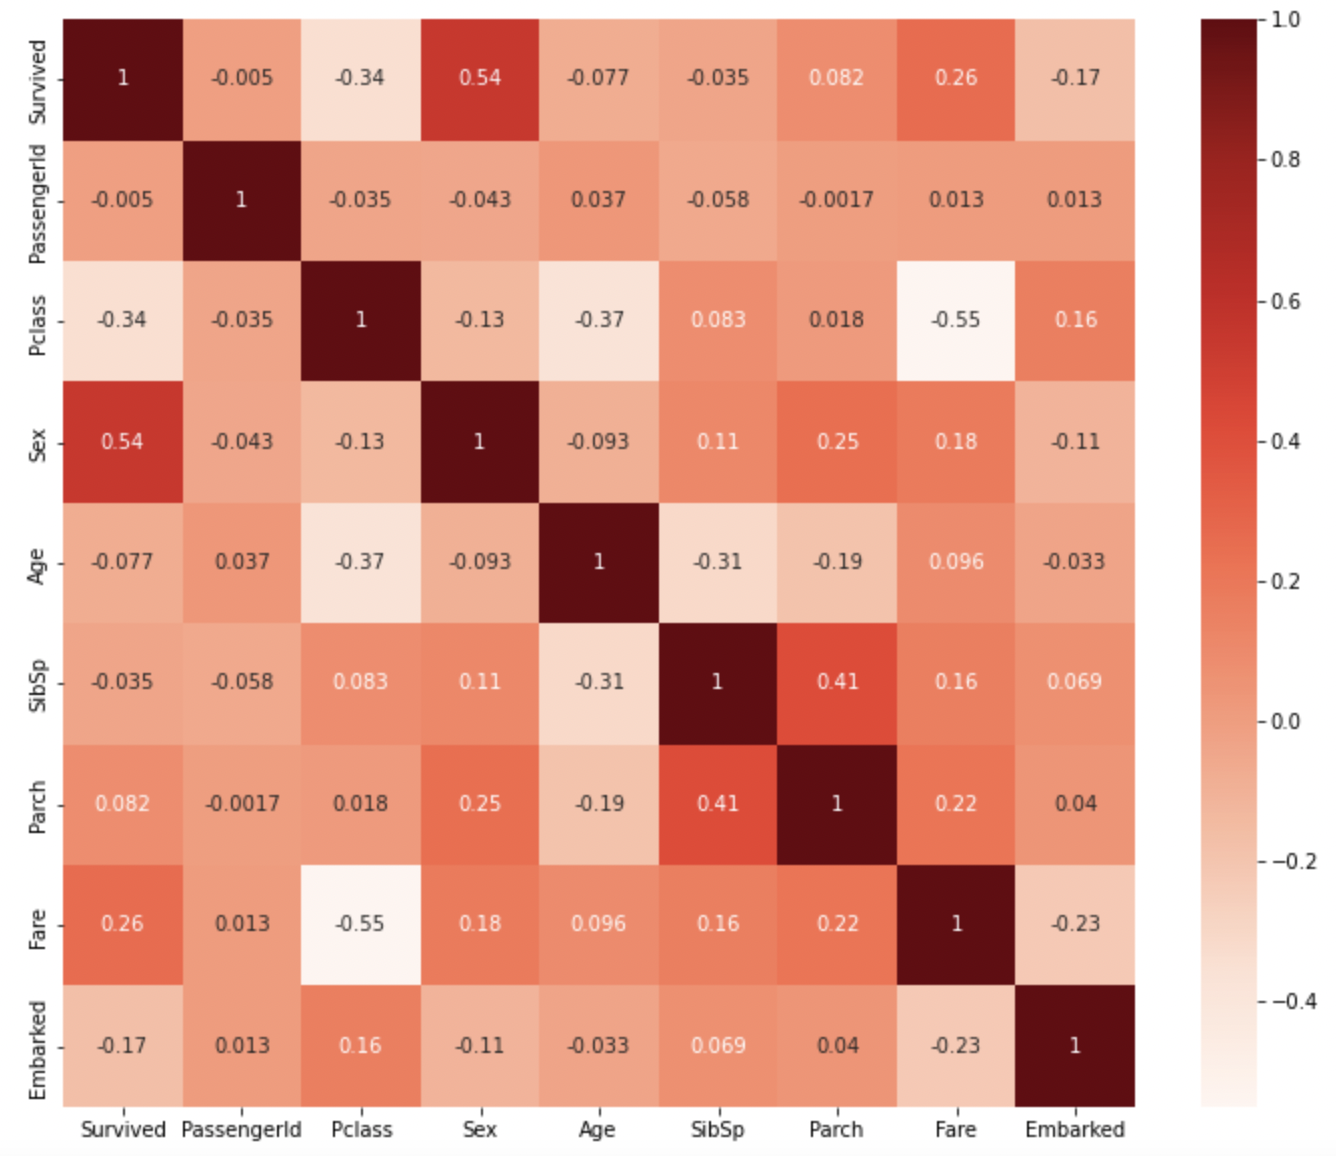 Survived 1 -0.005 -0.34 0.54 -0.077 -0.035 0.082 0.26 -0.17
PassengerId -0.005 1 -0.035 -0.043 0.037 -0.058 -0.0017 0.013 0.013
Pclass -0.34 -0.035 1 -0.13 -0.37 0.083 0.018 -0.55 0.16
Sex 0.54 -0.043 -0.13 1 -0.093 0.11 0.25 0.18 -0.11
Age -0.077 0.037 -0.37 -0.093 1 -0.31 -0.19 0.096 -0.033
SibSp -0.035 -0.058 0.083 0.11 -0.31 1 0.41 0.16 0.069
Parch 0.082 -0.0017 0.018 0.25 -0.19 0.41 1 0.22 0.04
Fare 0.26 0.013 -0.55 0.18 0.096 0.16 0.22 1 -0.23
Embarked -0.17 0.013 0.16 -0.11 -0.033 0.069 0.04 -0.23 1
Survived PassengerId Pclass Sex Age SibSp Parch Fare Embarked
1.0
0.8
0.6
0.4
0.2
0.0
−0.2
−0.4